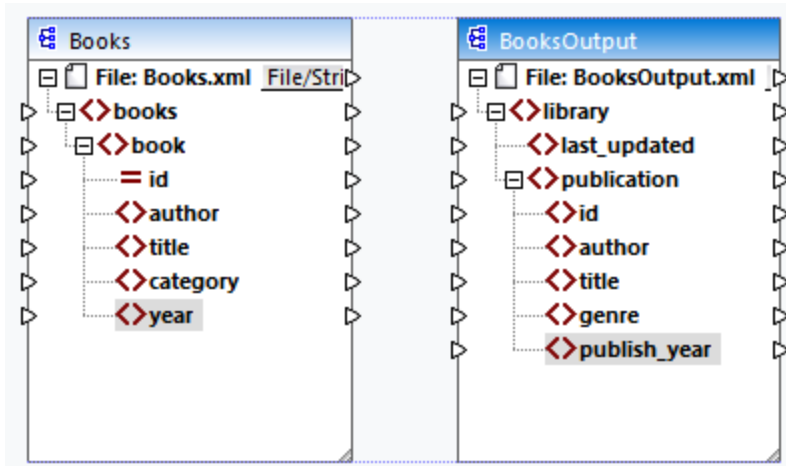 Books
File: Books.xml File/Stri
books
book
id
author
title
category
year
BooksOutput
File: BooksOutput.xml
library
last_updated
publication
id
author
title
genre
publish_year